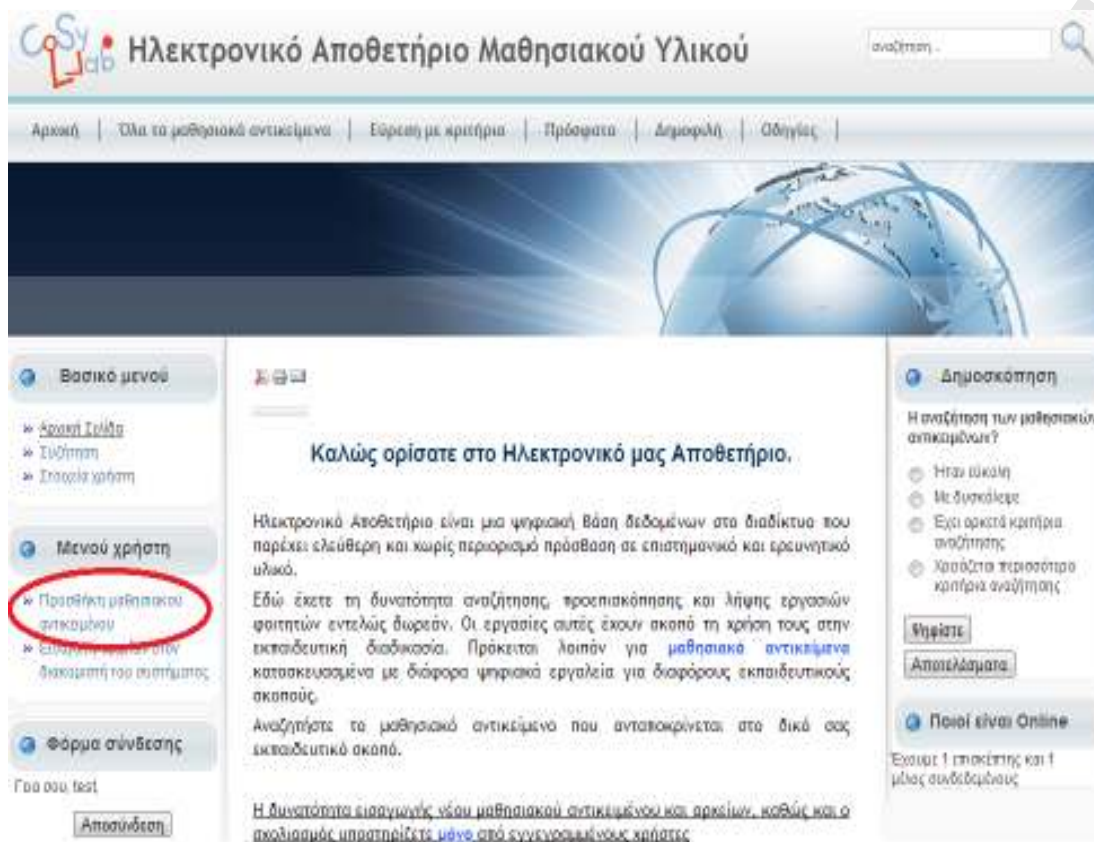 CoSy Lab Ηλεκτρονικό Αποθετήριο Μαθησιακού Υλικού
αναζήτηση...
Αρχική | Όλα τα μαθησιακά αντικείμενα | Εύρεση με κριτήρια | Πρόσφατα | Δημοφιλή | Οδηγίες |
Βασικό μενού
Αρχική Σελίδα
Συζήτηση
Στοιχεία χρήστη
Μενού χρήστη
Προσθήκη μαθησιακού
αντικειμένου
στον
διακομιστή του συστήματος
Φόρμα σύνδεσης
Γεια σου, test
Αποσύνδεση
Καλώς ορίσατε στο Ηλεκτρονικό μας Αποθετήριο.
Ηλεκτρονικό Αποθετήριο είναι μια ψηφιακή βάση δεδομένων στο διαδίκτυο που
παρέχει ελεύθερη και χωρίς περιορισμό πρόσβαση σε επιστημονικό και ερευνητικό
υλικό.
Εδώ έχετε τη δυνατότητα αναζήτησης, προεπισκόπησης και λήψης εργασιών
φοιτητών εντελώς δωρεάν. Οι εργασίες αυτές έχουν σκοπό τη χρήση τους στην
εκπαιδευτική διαδικασία. Πρόκειται λοιπόν για μαθησιακά αντικείμενα
κατασκευασμένα με διάφορα ψηφιακά εργαλεία για διαφόρους εκπαιδευτικούς
σκοπούς.
Αναζητήστε το μαθησιακό αντικείμενο που ανταποκρίνεται στο δικό σας
εκπαιδευτικό σκοπό.
Η δυνατότητα εισαγωγής νέου μαθησιακού αντικειμένου και αρχείων, καθώς και ο
σχολιασμός υποστηρίζετε μόνο από εγγεγραμμένους χρήστες
Δημοσκόπηση
Η αναζήτηση των μαθησιακών
αντικειμένων?
Ήταν εύκολη
Με δυσκόλεψε
Έχει αρκετά κριτήρια
αναζήτησης
Χρειάζεται περισσότερα
κριτήρια αναζήτησης
Ψηφίστε
Αποτελέσματα
Ποιοί είναι Online
Έχουμε 1 επισκέπτης και 1
μέλος συνδεδεμένους